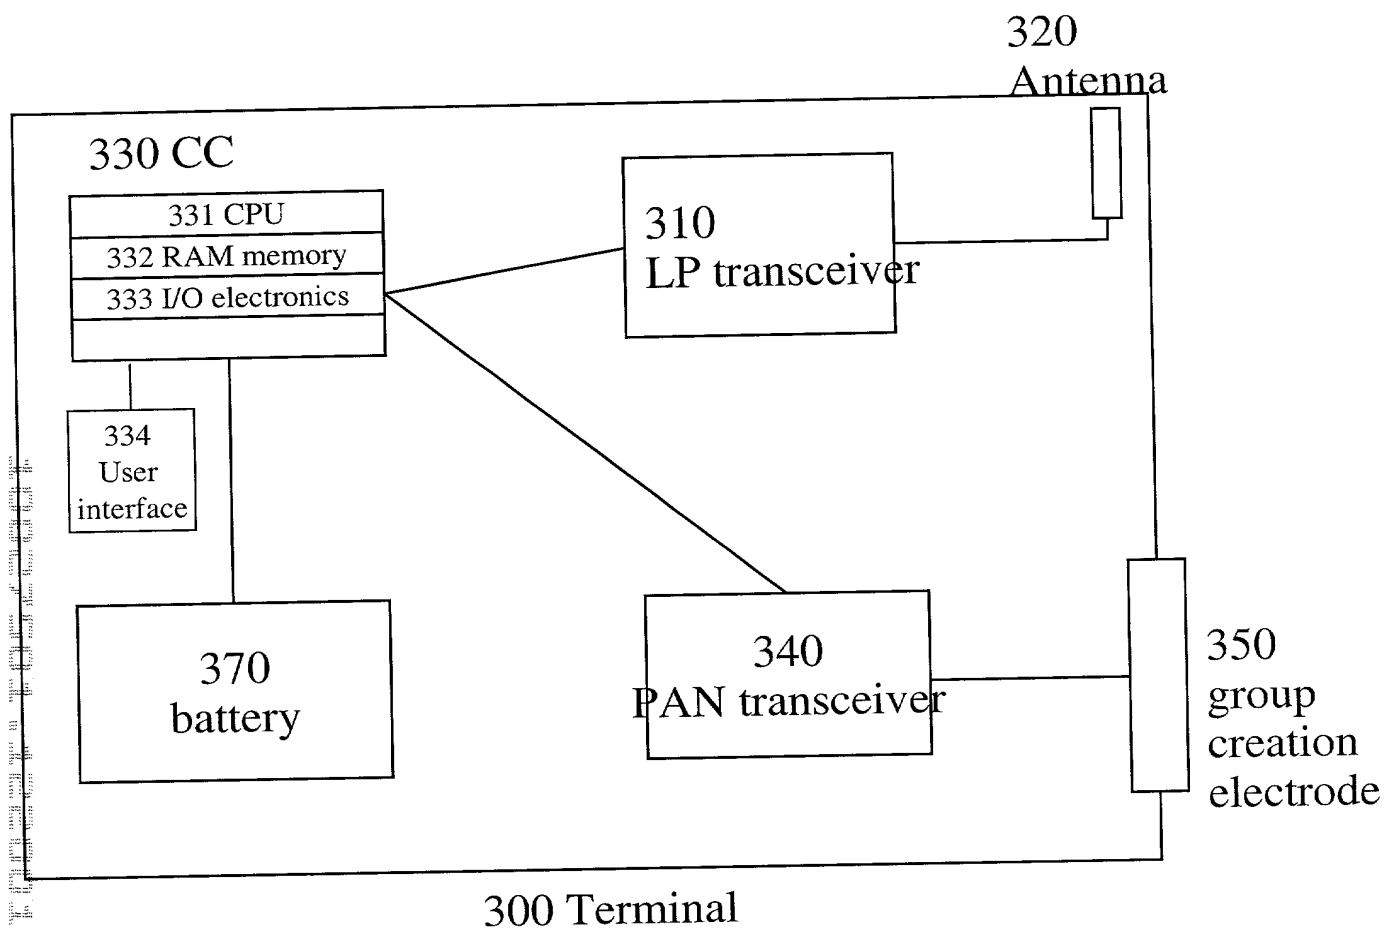 320
Antenna
330 CC
331 CPU
332 RAM memory
333 I/O electronics
310
LP transceiver
334
User
interface
370
battery
340
PAN transceiver
350
group
creation
electrode
300 Terminal